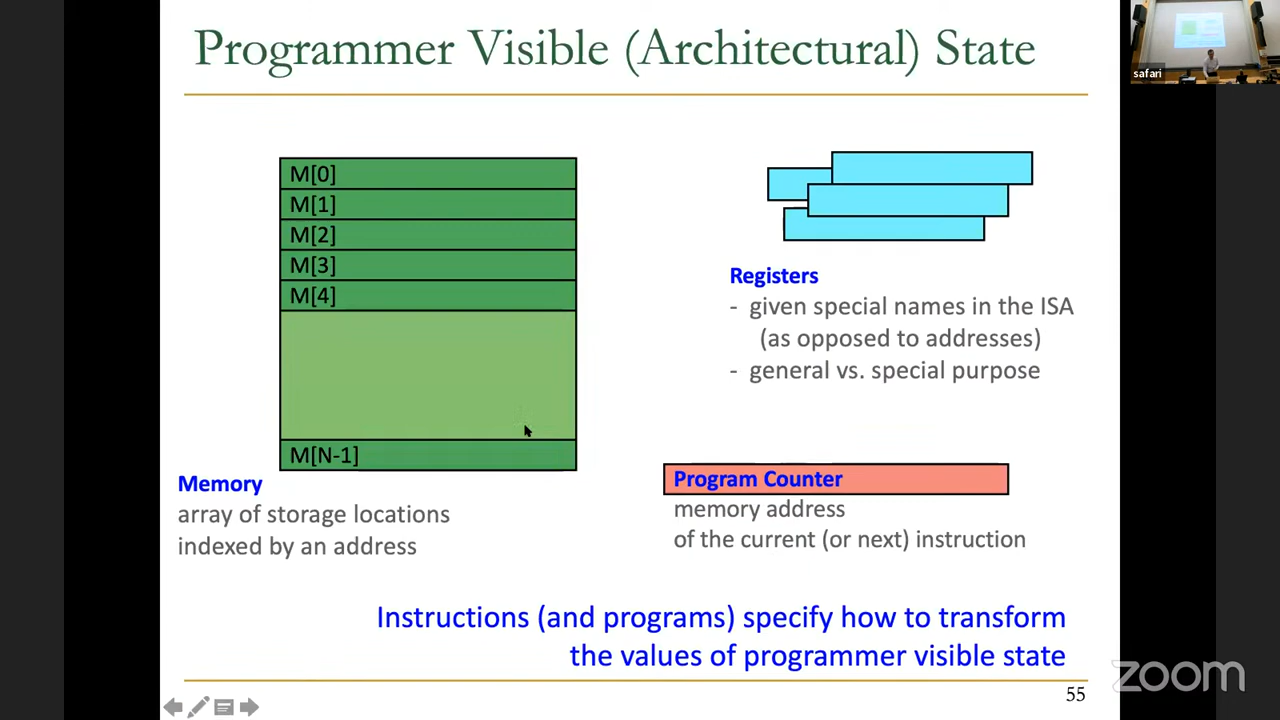 Programmer Visible (Architectural) State
safari
M[0]
M[1]
M[2]
M[3]
M[4]
M[N-1]
Memory
array of storage locations
indexed by an address
Registers
- given special names in the ISA
(as opposed to addresses)
- general vs. special purpose
Program Counter
memory address
of the current (or next) instruction
Instructions (and programs) specify how to transform
the values of programmer visible state
55
zoom